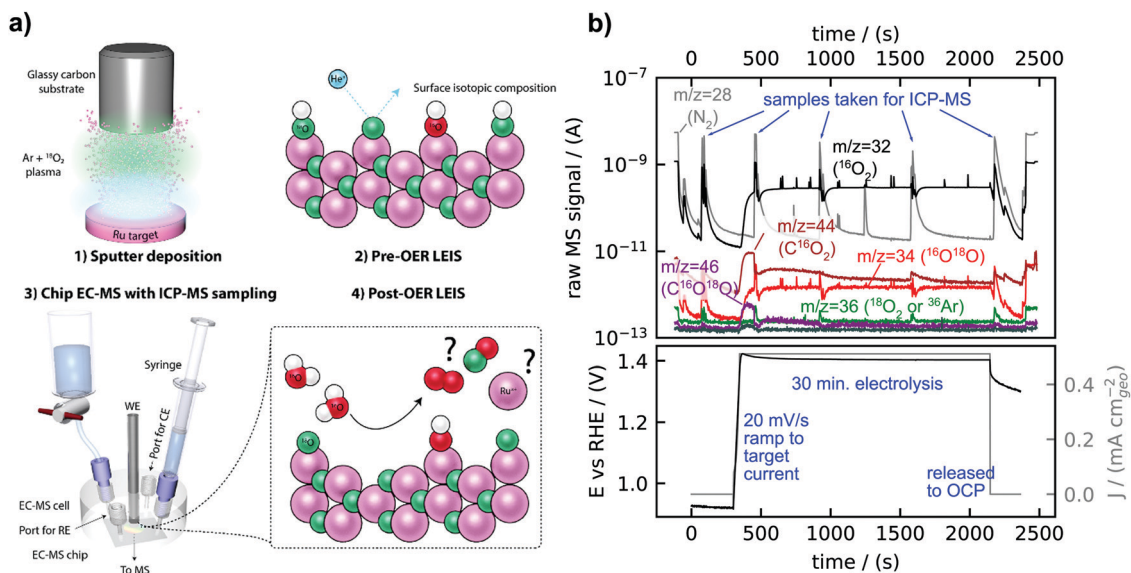 a)
Glassy carbon
substrate
Ar + ¹⁸O₂
plasma
Ru target
1) Sputter deposition
He⁺
Surface isotopic composition
¹⁸O
¹⁶O
2) Pre-OER LEIS
3) Chip EC-MS with ICP-MS sampling
Syringe
WE
Port for CE
EC-MS cell
Port for RE
EC-MS chip
To MS
4) Post-OER LEIS
¹⁶O
¹⁶O
?
?
Ruⁿ⁺
¹⁸O
b)
time / (s)
0 500 1000 1500 2000 2500
raw MS signal / (A)
10⁻⁷
10⁻⁹
10⁻¹¹
10⁻¹³
m/z=28
(N₂)
samples taken for ICP-MS
m/z=32
(¹⁶O₂)
m/z=44
(C¹⁶O₂)
m/z=34 (¹⁶O¹⁸O)
m/z=46
(C¹⁶O¹⁸O)
m/z=36 (¹⁸O₂ or ³⁶Ar)
E vs RHE / (V)
1.4
1.2
1.0
30 min. electrolysis
20 mV/s
ramp to
target
current
released
to OCP
0.4
0.2
0.0
J / (mA cm⁻²geo)
0 500 1000 1500 2000 2500
time / (s)